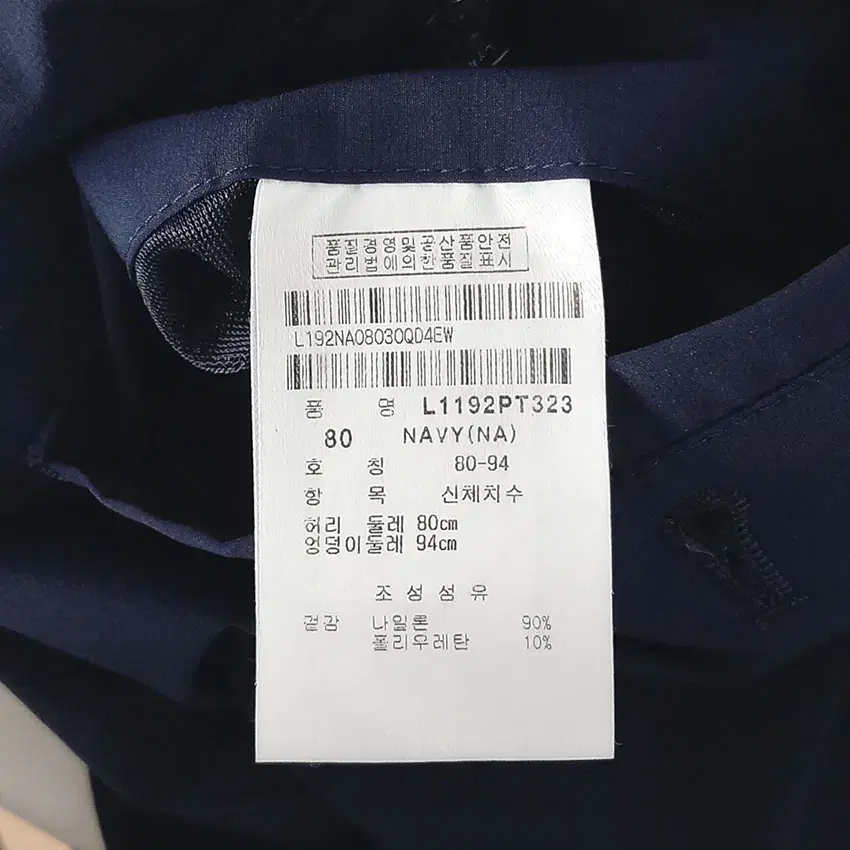 품질경영및공산품안전
관리법에의한품질표시
L192NA08030QD4EW
품 명 L1192PT323
80 NAVY(NA)
호 칭 80-94
항 목 신체치수
허리 둘레 80cm
엉덩이둘레 94cm
조성섬유
겉감 나일론 90%
폴리우레탄 10%